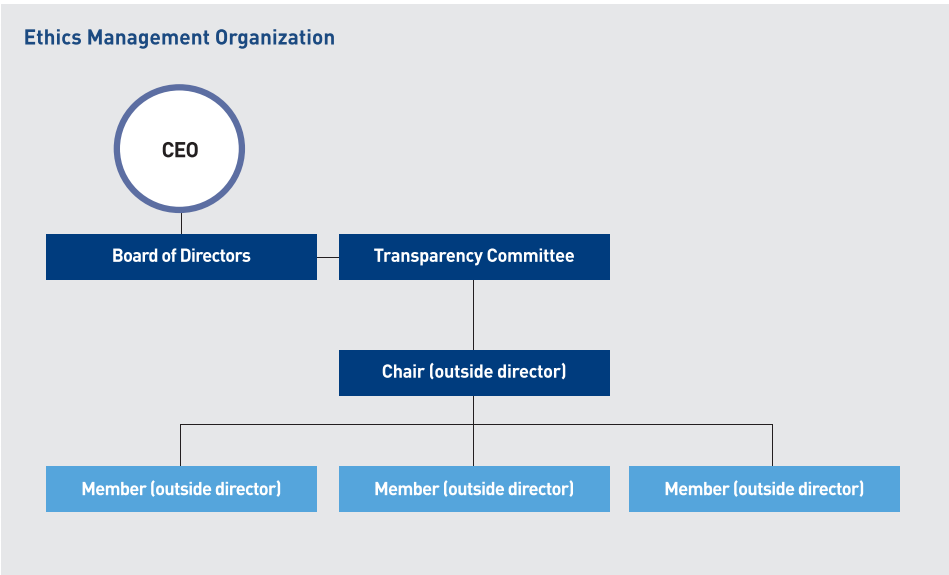 Ethics Management Organization
CEO
Board of Directors
Transparency Committee
Chair (outside director)
Member (outside director)
Member (outside director)
Member (outside director)